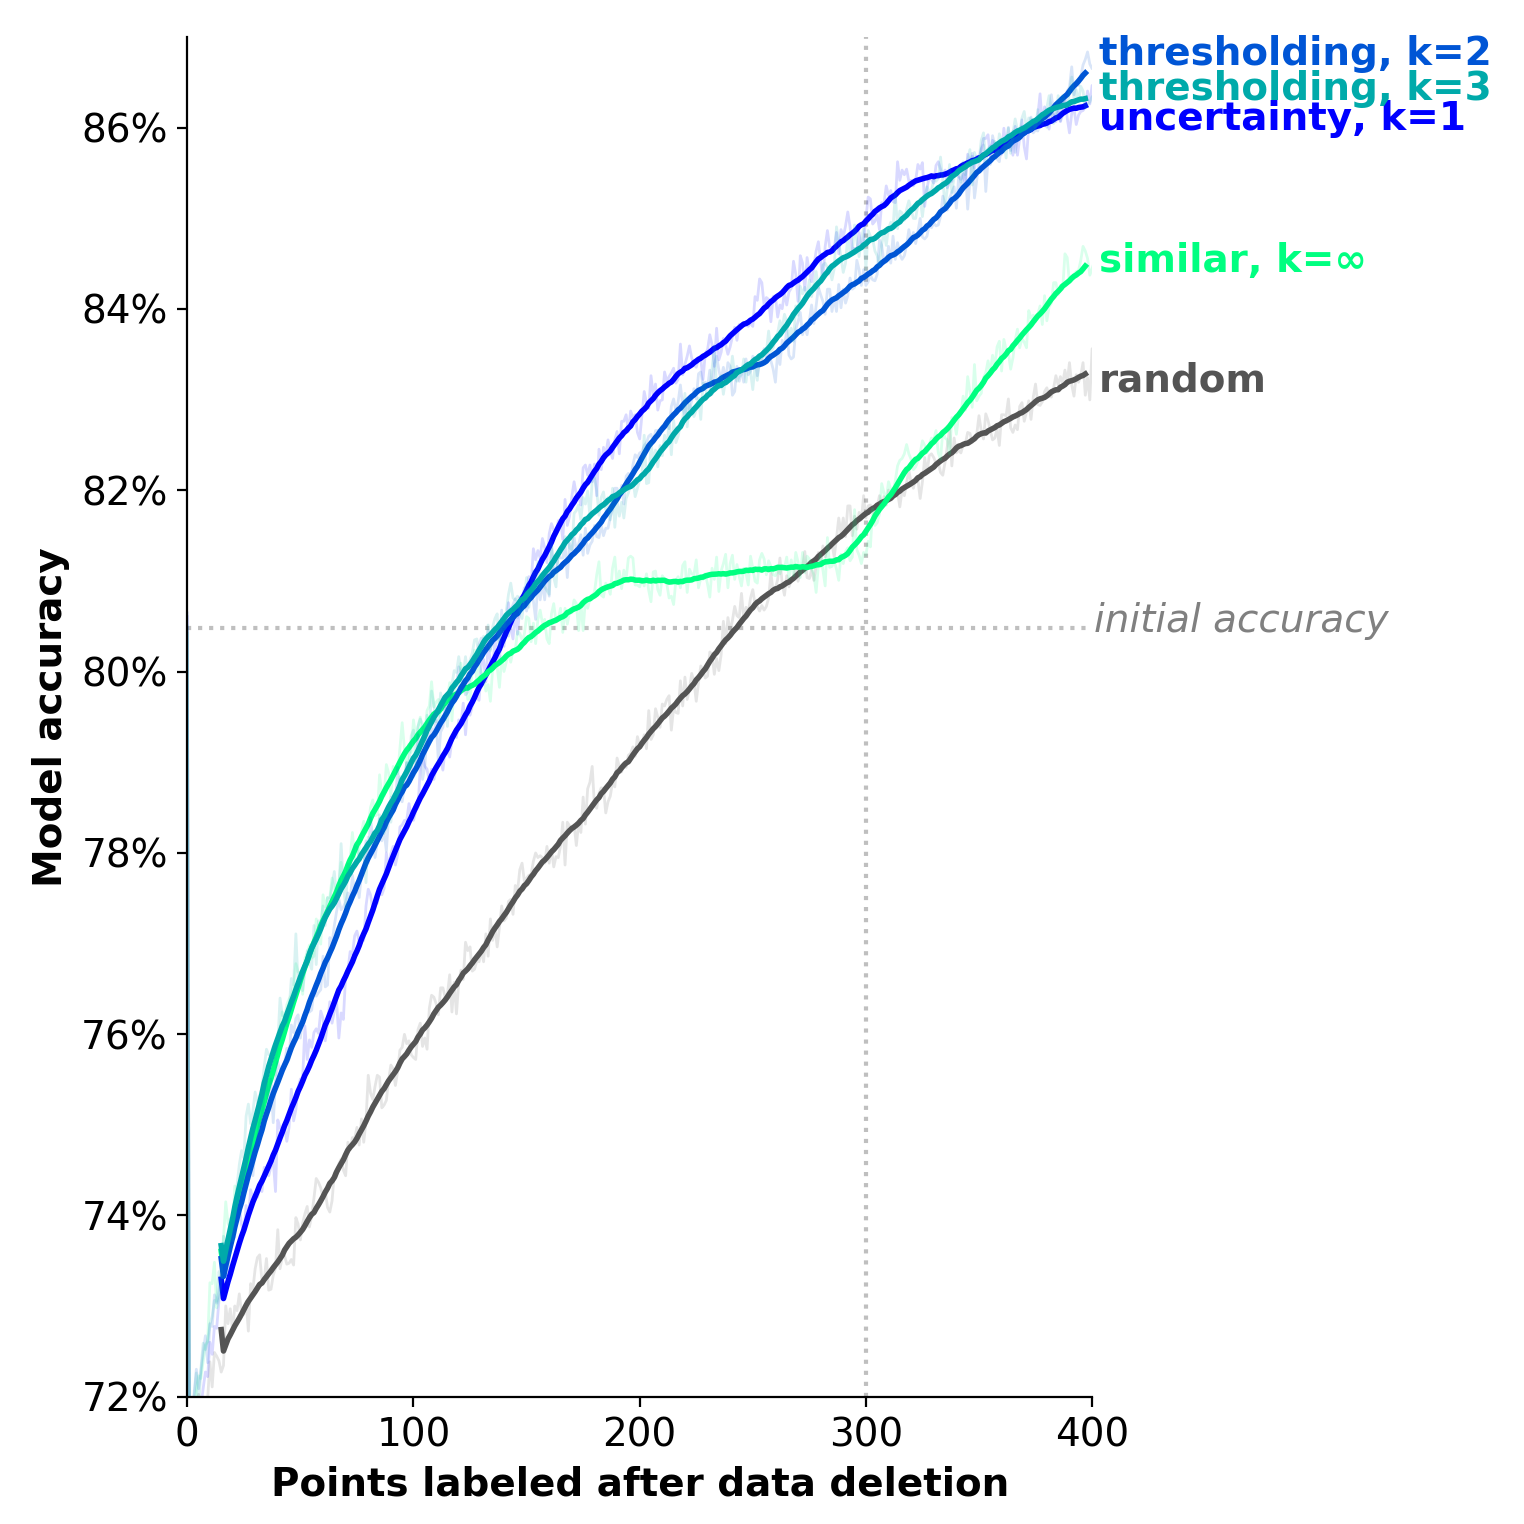 thresholding, k=2
thresholding, k=3
uncertainty, k=1
86%
similar, k=∞
84%
random
82%
initial accuracy
80%
Model accuracy
78%
76%
74%
72%
0 100 200 300 400
Points labeled after data deletion